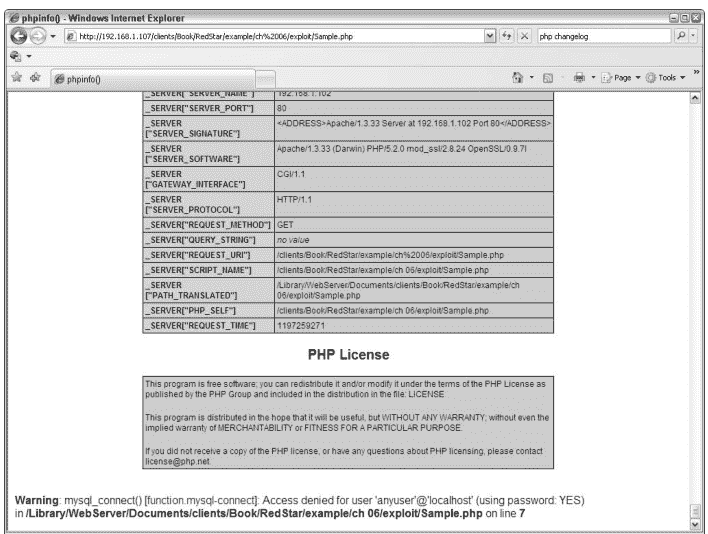 phpinfo() - Windows Internet Explorer
http://192.168.1.107/clients/Book/RedStar/example/ch%2006/exploit/Sample.php
php changelog
phpinfo()
Page
Tools
_SERVER["SERVER_NAME"] 192.168.1.102
_SERVER["SERVER_PORT"] 80
_SERVER
["SERVER_SIGNATURE"] <ADDRESS>Apache/1.3.33 Server at 192.168.1.102 Port 80</ADDRESS>
_SERVER
["SERVER_SOFTWARE"] Apache/1.3.33 (Darwin) PHP/5.2.0 mod_ssl/2.8.24 OpenSSL/0.9.7l
_SERVER
["GATEWAY_INTERFACE"] CGI/1.1
_SERVER
["SERVER_PROTOCOL"] HTTP/1.1
_SERVER["REQUEST_METHOD"] GET
_SERVER["QUERY_STRING"] no value
_SERVER["REQUEST_URI"] /clients/Book/RedStar/example/ch%2006/exploit/Sample.php
_SERVER["SCRIPT_NAME"] /clients/Book/RedStar/example/ch 06/exploit/Sample.php
_SERVER
["PATH_TRANSLATED"] /Library/WebServer/Documents/clients/Book/RedStar/example/ch
06/exploit/Sample.php
_SERVER["PHP_SELF"] /clients/Book/RedStar/example/ch 06/exploit/Sample.php
_SERVER["REQUEST_TIME"] 1197259271
PHP License
This program is free software; you can redistribute it and/or modify it under the terms of the PHP License as
published by the PHP Group and included in the distribution in the file: LICENSE
This program is distributed in the hope that it will be useful, but WITHOUT ANY WARRANTY; without even the
implied warranty of MERCHANTABILITY or FITNESS FOR A PARTICULAR PURPOSE.
If you did not receive a copy of the PHP license, or have any questions about PHP licensing, please contact
license@php.net.
Warning: mysql_connect() [function.mysql-connect]: Access denied for user 'anyuser'@'localhost' (using password: YES)
in /Library/WebServer/Documents/clients/Book/RedStar/example/ch 06/exploit/Sample.php on line 7